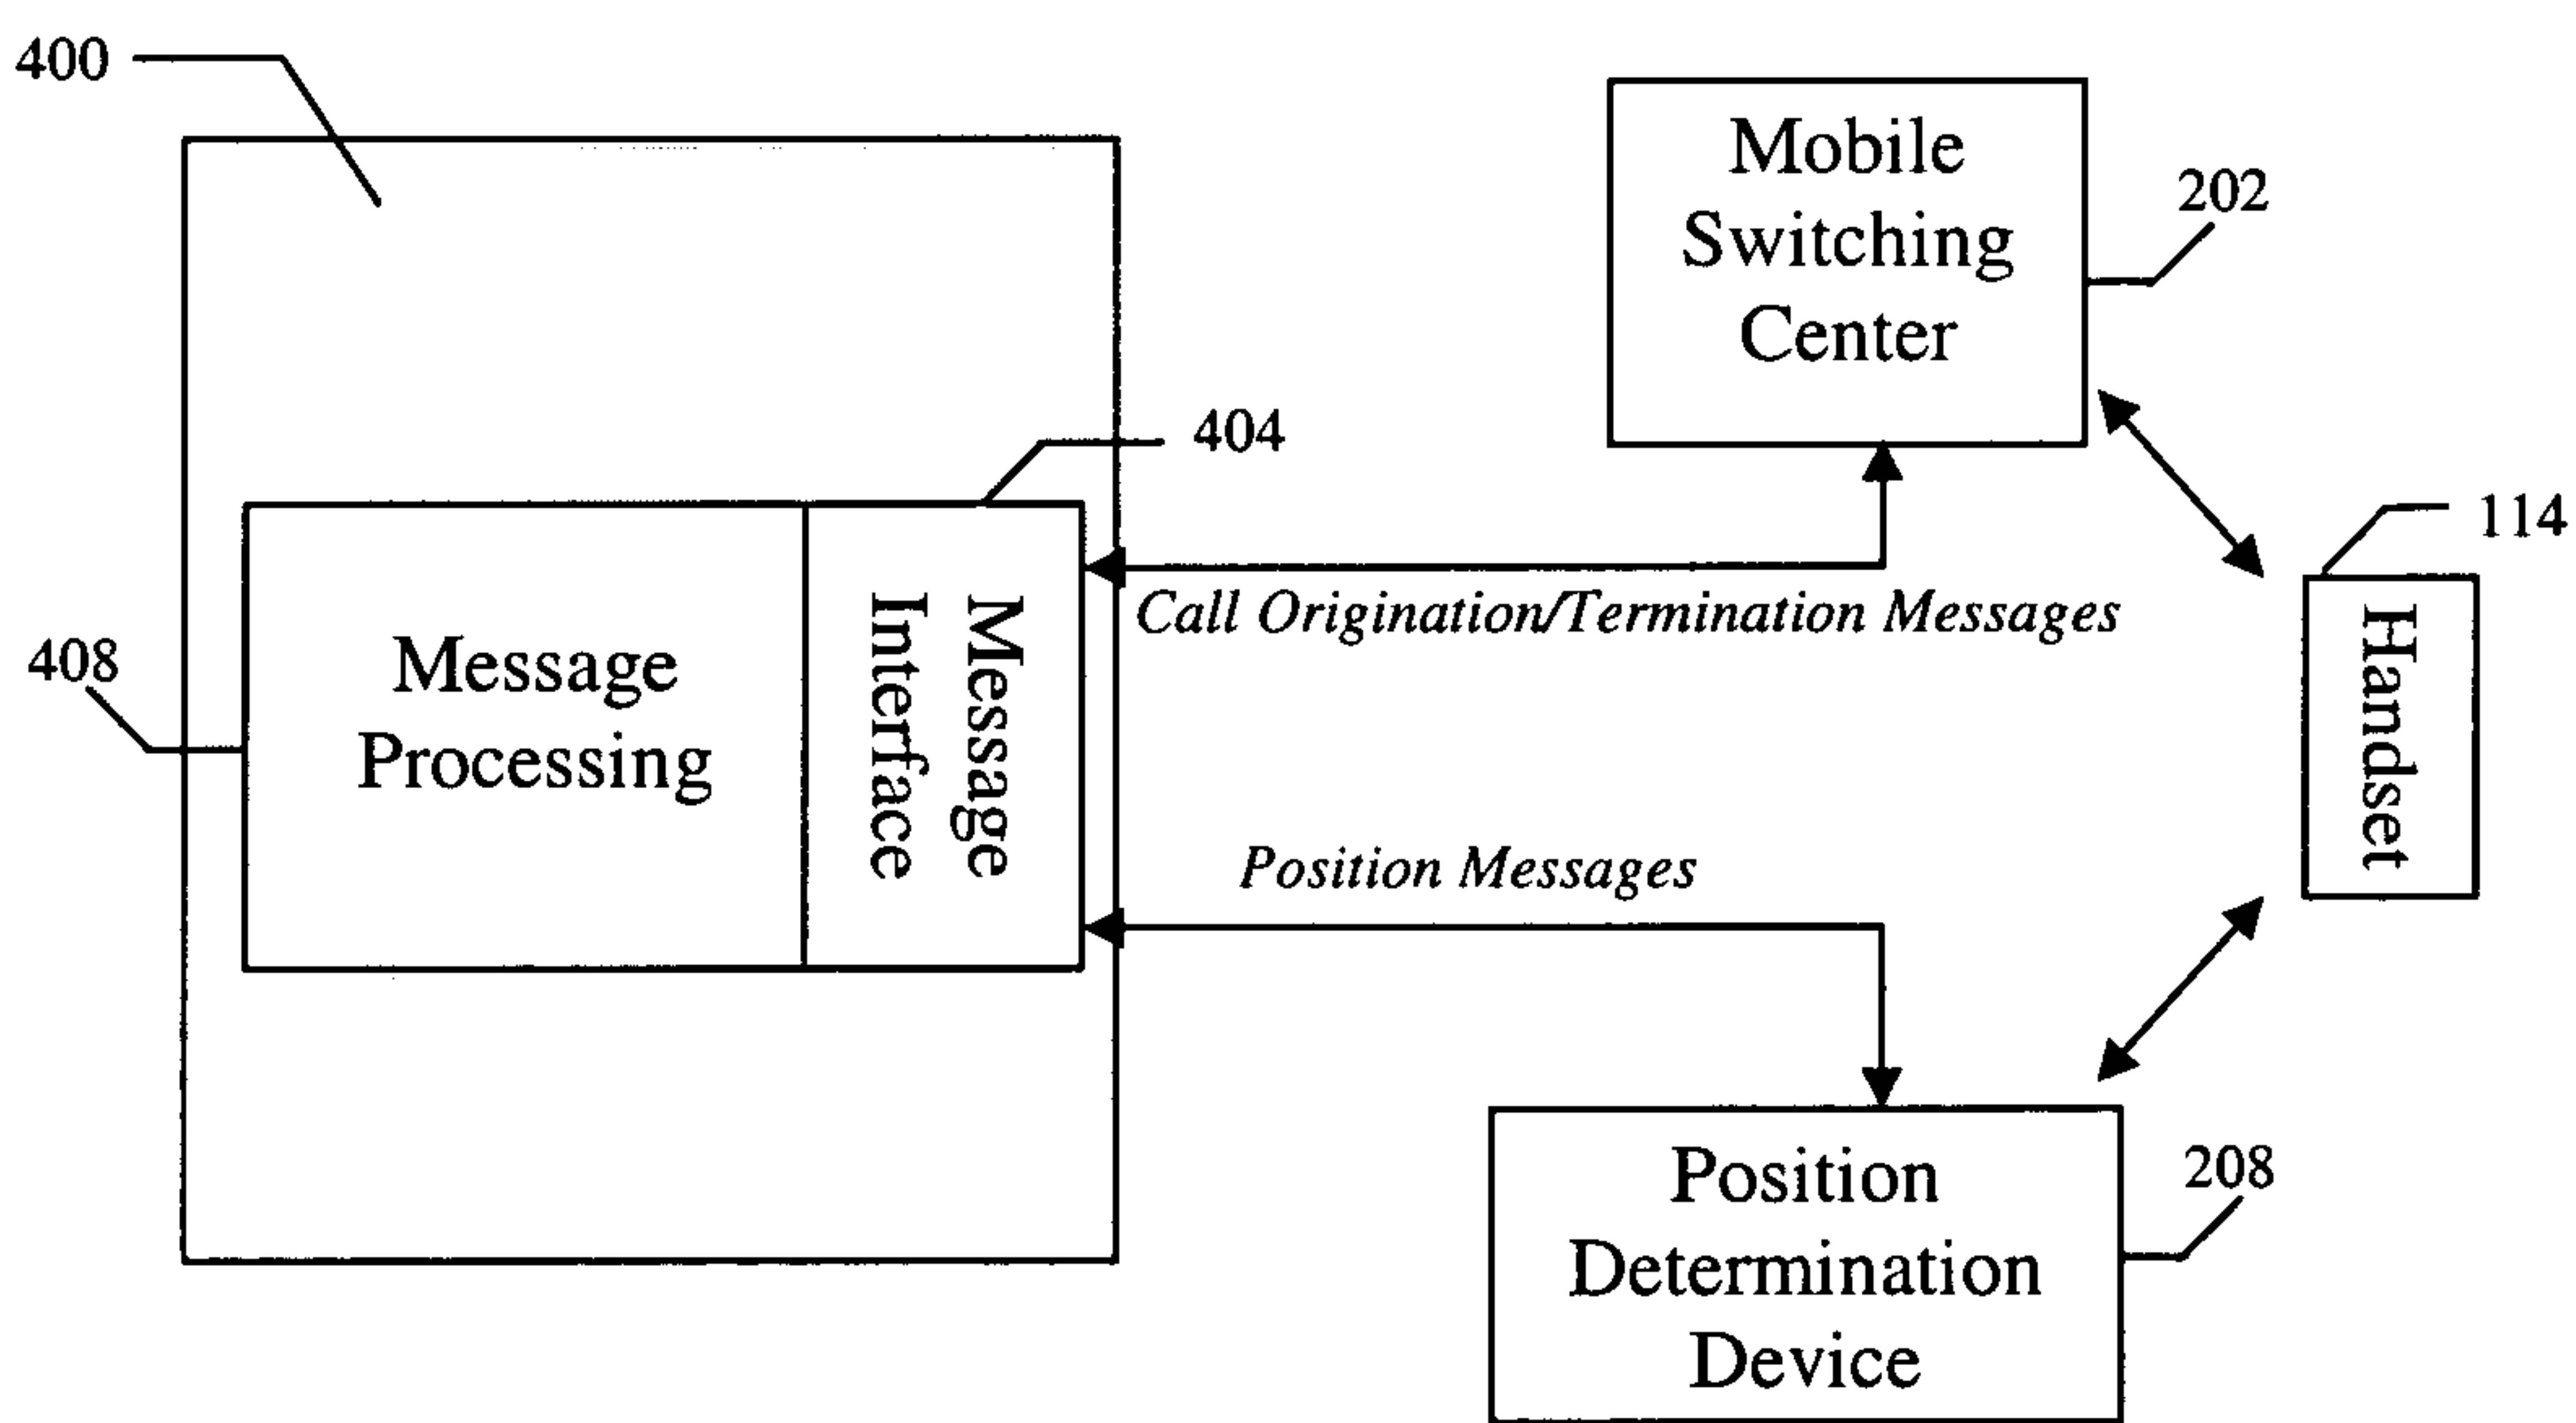 400
Mobile
Switching
Center
202
404
114
Handset
Call Origination/Termination Messages
408
Message
Processing
Message
Interface
Position Messages
Position
Determination
Device
208